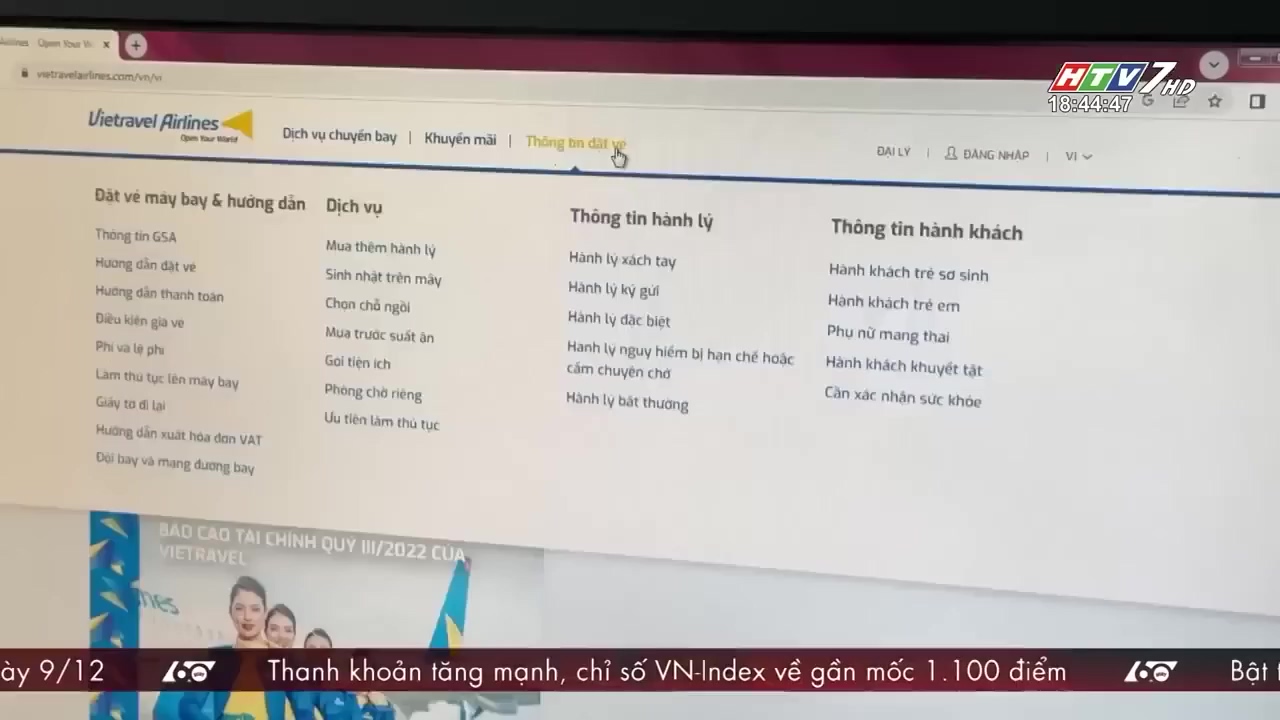 Airlines Open Your
vietravelairlines.com/vn/vi
HTV7 HD
18:44:47
Vietravel Airlines
Open Your World
Dịch vụ chuyến bay | Khuyến mãi | Thông tin đặt vé
ĐẠI LÝ | ĐĂNG NHẬP | VI
Đặt vé máy bay & hướng dẫn
Thông tin GSA
Hướng dẫn đặt vé
Hướng dẫn thanh toán
Điều kiện giá vé
Phí và lệ phí
Làm thủ tục lên máy bay
Giấy tờ đi lại
Hướng dẫn xuất hóa đơn VAT
Đội bay và mạng đường bay
Dịch vụ
Mua thêm hành lý
Sinh nhật trên mây
Chọn chỗ ngồi
Mua trước suất ăn
Gói tiện ích
Phòng chờ riêng
Ưu tiên làm thủ tục
Thông tin hành lý
Hành lý xách tay
Hành lý ký gửi
Hành lý đặc biệt
Hành lý nguy hiểm bị hạn chế hoặc
cấm chuyên chở
Hành lý bất thường
Thông tin hành khách
Hành khách trẻ sơ sinh
Hành khách trẻ em
Phụ nữ mang thai
Hành khách khuyết tật
Cần xác nhận sức khỏe
BÁO CÁO TÀI CHÍNH QUÝ III/2022 CỦA
VIETRAVEL
ày 9/12 60 giây Thanh khoản tăng mạnh, chỉ số VN-Index về gần mốc 1.100 điểm 60 giây Bật